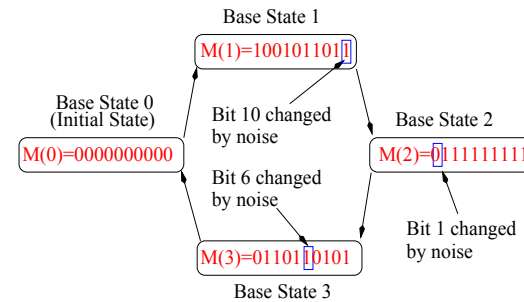 Base State 1
M(1)=1001011011
Base State 0
(Initial State)
Bit 10 changed
by noise
Base State 2
M(0)=0000000000
M(2)=0111111111
Bit 6 changed
by noise
Bit 1 changed
by noise
M(3)=0110110101
Base State 3